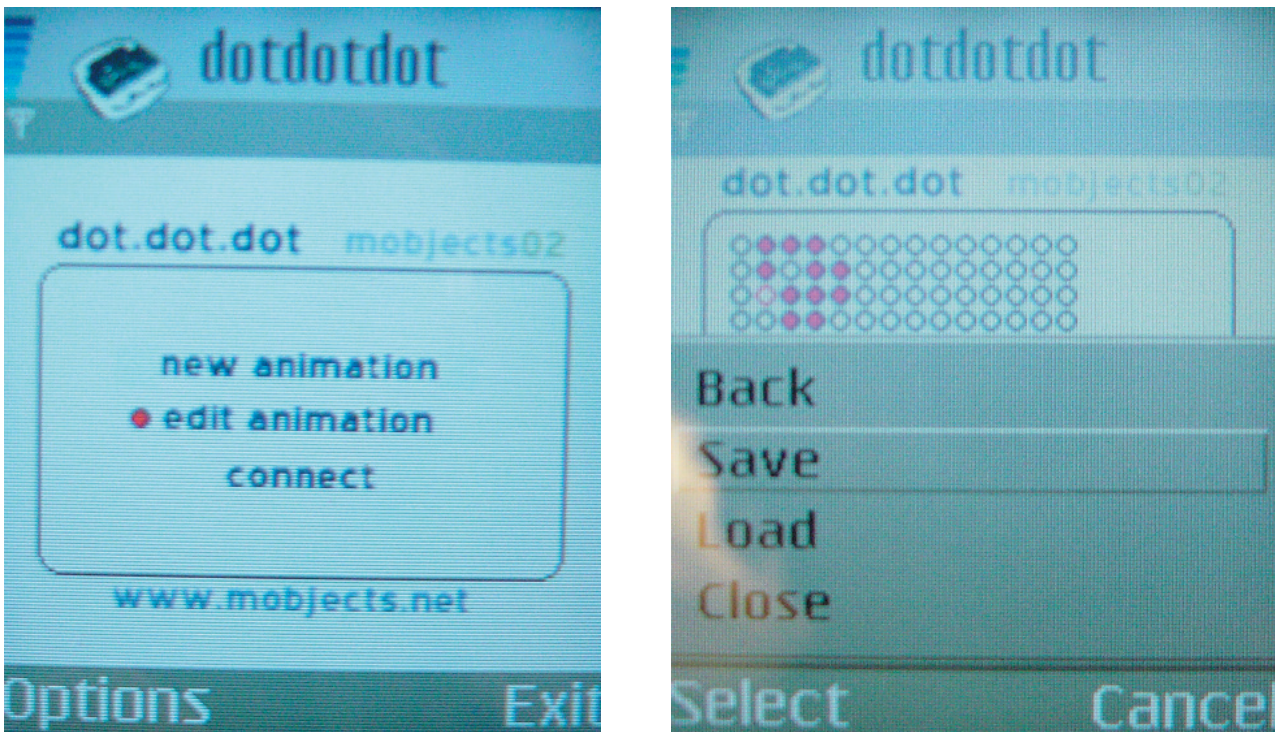 dotdotdot
dot.dot.dot mobjects02
new animation
edit animation
connect
www.mobjects.net
Options Exit
dotdotdot
dot.dot.dot mobjects02
Back
Save
Load
Close
Select Cancel